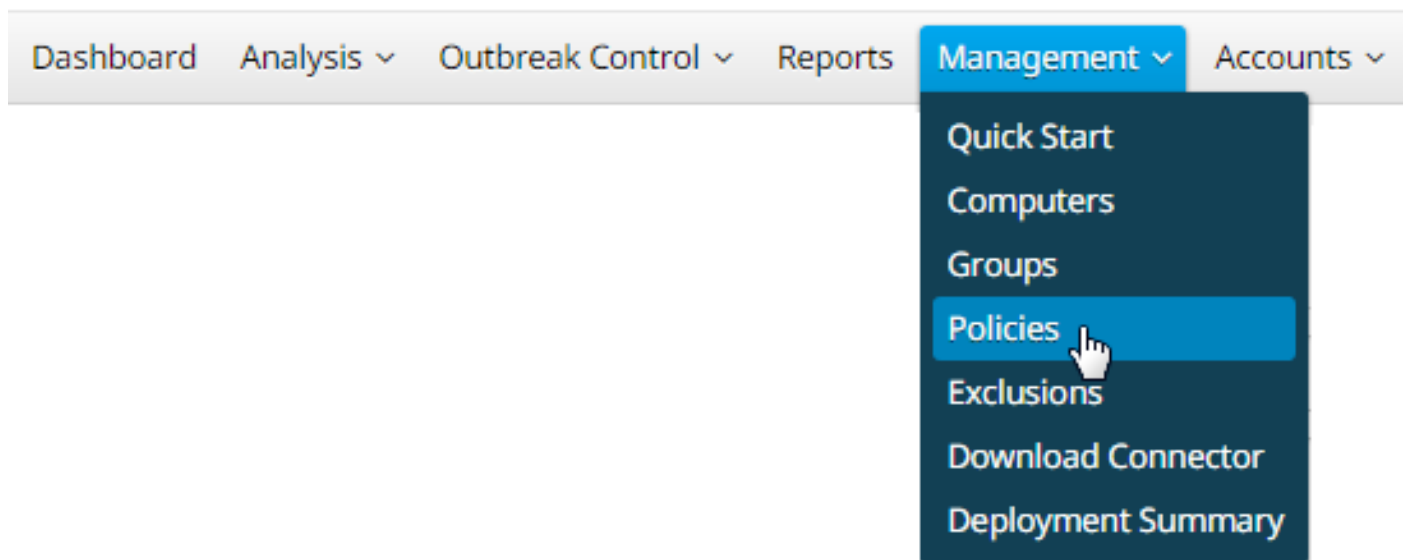 Dashboard Analysis Outbreak Control Reports Management Accounts
Quick Start
Computers
Groups
Policies
Exclusions
Download Connector
Deployment Summary